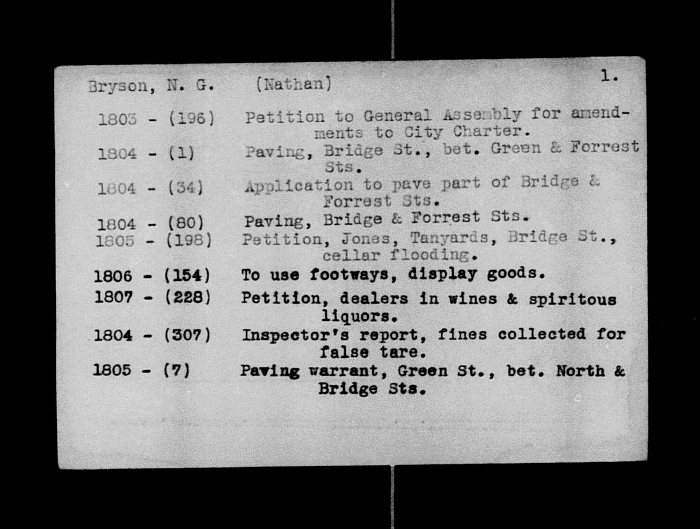 Bryson, N. G. (Nathan) 1.
1803 - (196) Petition to General Assembly for amend-
ments to City Charter.
1804 - (1) Paving, Bridge St., bet. Green & Forrest
Sts.
1804 - (34) Application to pave part of Bridge &
Forrest Sts.
1804 - (80) Paving, Bridge & Forrest Sts.
1805 - (198) Petition, Jones, Tanyards, Bridge St.,
cellar flooding.
1806 - (154) To use footways, display goods.
1807 - (228) Petition, dealers in wines & spiritous
liquors.
1804 - (307) Inspector's report, fines collected for
false tare.
1805 - (7) Paving warrant, Green St., bet. North &
Bridge Sts.